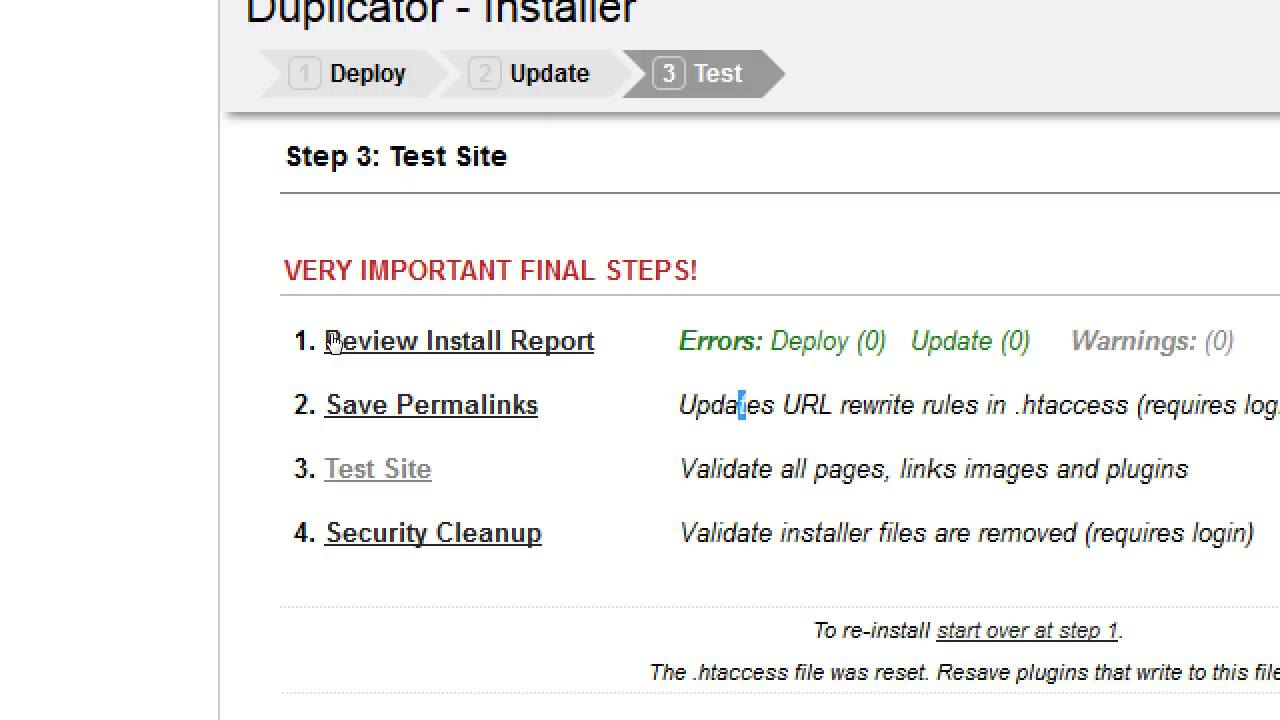 Duplicator - Installer
1 Deploy 2 Update 3 Test
Step 3: Test Site
VERY IMPORTANT FINAL STEPS!
1. Review Install Report Errors: Deploy (0) Update (0) Warnings: (0)
2. Save Permalinks Updates URL rewrite rules in .htaccess (requires
3. Test Site Validate all pages, links images and plugins
4. Security Cleanup Validate installer files are removed (requires login)
To re-install start over at step 1.
The .htaccess file was reset. Resave plugins that write to this file